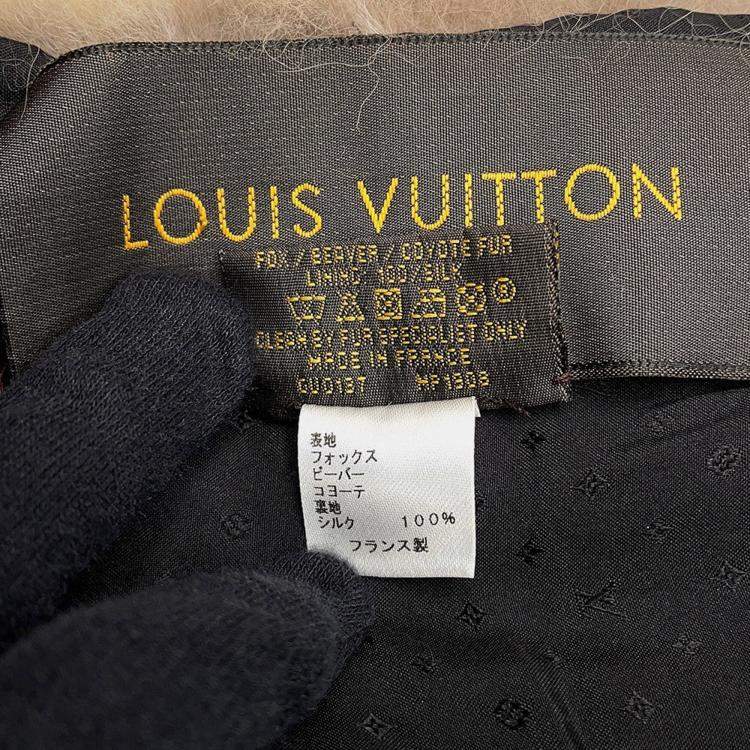 LOUIS VUITTON
FOX / BEAVER / COYOTE FUR
LINING 100/SILK
CLEAN BY FUR SPECIALIST ONLY
MADE IN FRANCE
表地
フォックス
ビーバー
コヨーテ
裏地
シルク 100%
フランス製